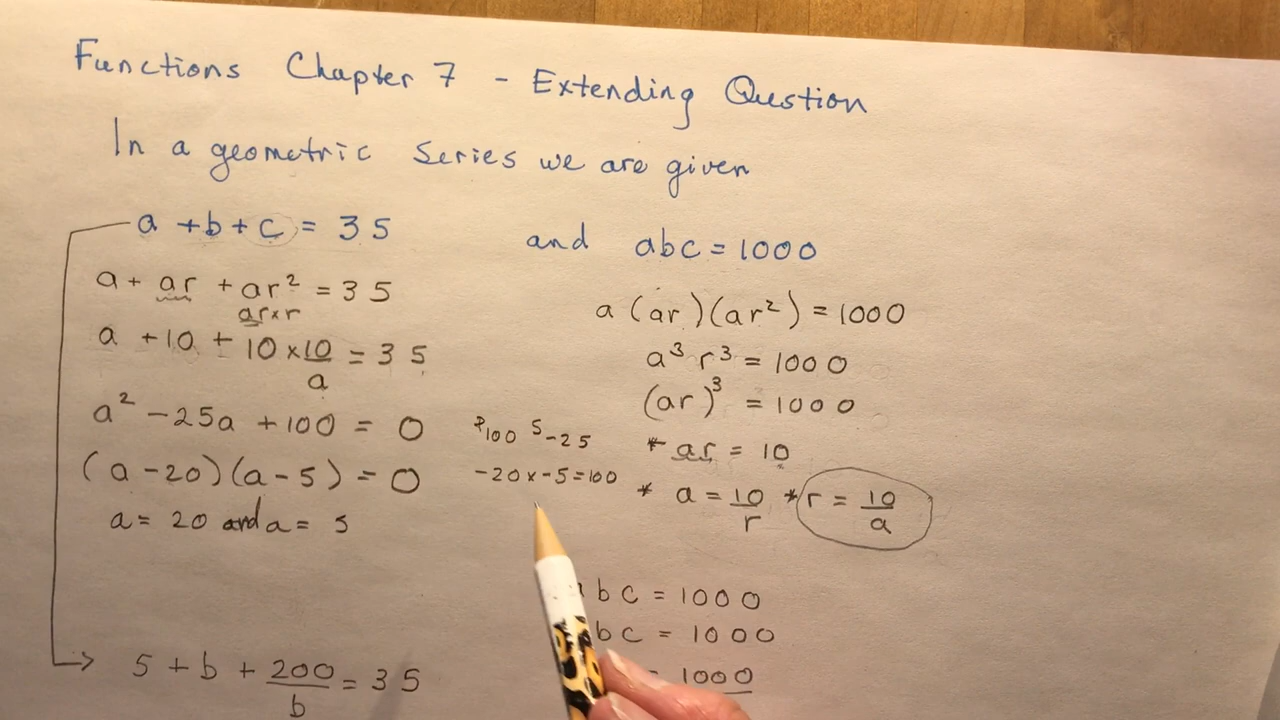 Functions Chapter 7 - Extending Question
In a geometric series we are given
a + b + c = 35 and abc = 1000
a + ar + ar² = 35
ar×r
a + 10 + 10 × 10/a = 35
a² - 25a + 100 = 0
(a - 20)(a - 5) = 0
a = 20 and a = 5
P 100 S -25
-20 × -5 = 100
a(ar)(ar²) = 1000
a³ r³ = 1000
(ar)³ = 1000
* ar = 10
* a = 10/r * r = 10/a
bc = 1000
bc = 1000
= 1000
5 + b + 200/b = 35